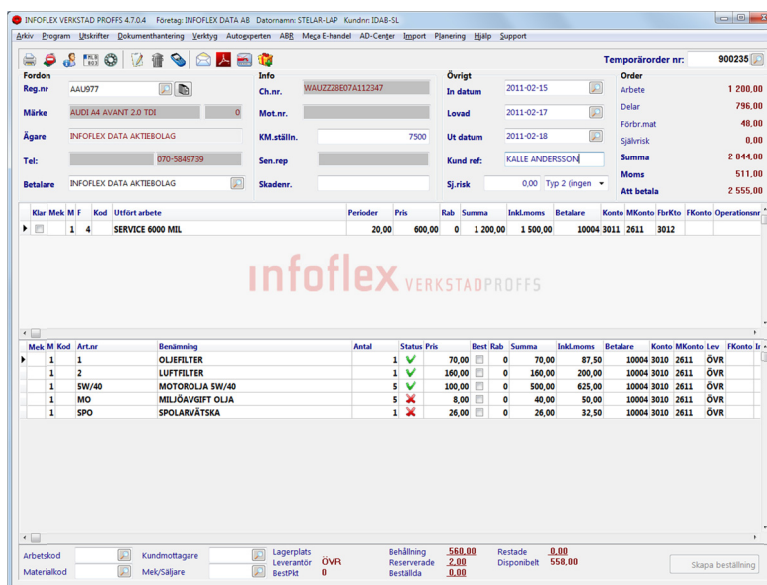 INFOFLEX VERKSTAD PROFFS 4.7.0.4 Företag: INFOFLEX DATA AB Datornamn: STELAR-LAP Kundnr: IDAB-SL
Arkiv Program Utskrifter Dokumenthantering Verktyg Autoexperten ABR Mega E-handel AD-Center Import Planering Hjälp Support
Temporärorder nr: 900235
Fordon Info Övrigt Order
Reg.nr AAU977 Ch.nr. WAUZZJ8E07A112347 In datum 2011-02-15 Arbete 1 200,00
Märke AUDI A4 AVANT 2.0 TDI 0 Mot.nr. Lovad 2011-02-17 Delar 796,00
Förbr.mat 48,00
Ägare INFOFLEX DATA AKTIEBOLAG KM.ställn. 7500 Ut datum 2011-02-18 Självrisk 0,00
Tel: 070-5846739 Sen.rep Kund ref: KALLE ANDERSSON Summa 2 044,00
Moms 511,00
Betalare INFOFLEX DATA AKTIEBOLAG Skadenr. Sj.risk 0,00 Typ 2 (ingen Att betala 2 555,00
Klar Mek M F Kod Utfört arbete Perioder Pris Rab Summa Inkl.moms Betalare Konto MKonto FbrKto FKonto Operationsnr
1 4 SERVICE 6000 MIL 20,00 600,00 0 1 200,00 1 500,00 10004 3011 2611 3012
infoflex VERKSTADPROFFS
Mek M Kod Art.nr Benämning Antal Status Pris Best Rab Summa Inkl.moms Betalare Konto MKonto Lev FKonto
1 1 OLJEFILTER 1 70,00 0 70,00 87,50 10004 3010 2611 ÖVR
1 2 LUFTFILTER 1 160,00 0 160,00 200,00 10004 3010 2611 ÖVR
1 5W/40 MOTOROLJA 5W/40 5 100,00 0 500,00 625,00 10004 3010 2611 ÖVR
1 MO MILJÖAVGIFT OLJA 5 8,00 0 40,00 50,00 10004 3010 2611 ÖVR
1 SPO SPOLARVÄTSKA 1 26,00 0 26,00 32,50 10004 3010 2611 ÖVR
Arbetskod Kundmottagare Lagerplats Behållning 560,00 Restade 0,00
Leverantör ÖVR Reserverade 2,00 Disponibelt 558,00
Materialkod Mek/Säljare BestPkt 0 Beställda 0,00
Skapa beställning